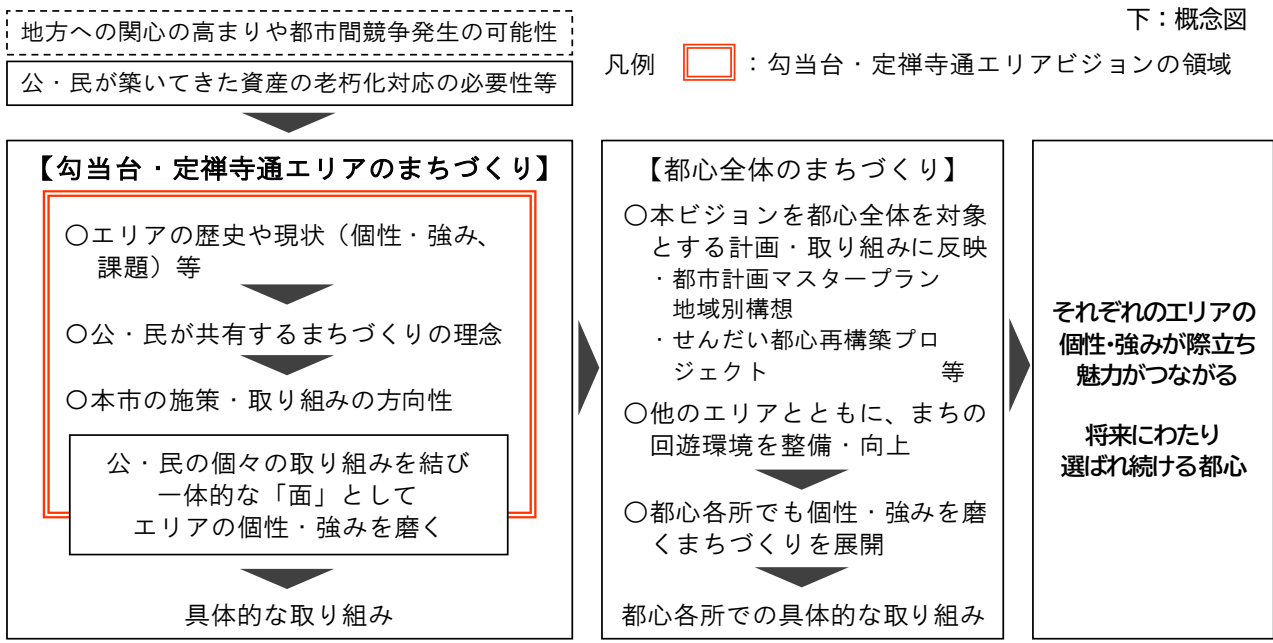 地方への関心の高まりや都市間競争発生の可能性
公・民が築いてきた資産の老朽化対応の必要性等
下：概念図
凡例
：勾当台・定禅寺通エリアビジョンの領域
【勾当台・定禅寺通エリアのまちづくり】
〇エリアの歴史や現状（個性・強み、
課題）等
〇公・民が共有するまちづくりの理念
〇本市の施策・取り組みの方向性
公・民の個々の取り組みを結び
一体的な「面」として
エリアの個性・強みを磨く
具体的な取り組み
【都心全体のまちづくり】
〇本ビジョンを都心全体を対象
とする計画・取り組みに反映
・都市計画マスタープラン
地域別構想
・せんだい都心再構築プロ
ジェクト　等
〇他のエリアとともに、まちの
回遊環境を整備・向上
〇都心各所でも個性・強みを磨
くまちづくりを展開
都心各所での具体的な取り組み
それぞれのエリアの
個性・強みが際立ち
魅力がつながる
将来にわたり
選ばれ続ける都心